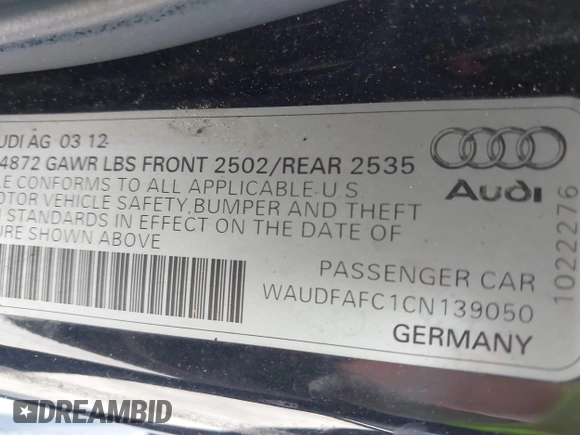 UDI AG 03 12
4872 GAWR LBS FRONT 2502/REAR 2535
LE CONFORMS TO ALL APPLICABLE U S
MOTOR VEHICLE SAFETY, BUMPER AND THEFT
N STANDARDS IN EFFECT ON THE DATE OF
URE SHOWN ABOVE
Audi
1022276
PASSENGER CAR
WAUDFAFC1CN139050
GERMANY
DREAMBID